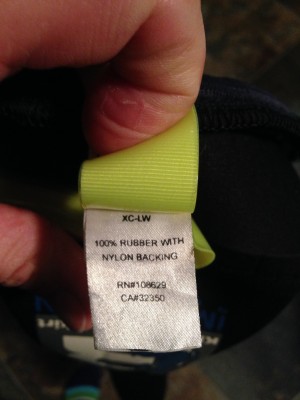 XC-LW
100% RUBBER WITH
NYLON BACKING
RN#108629
CA#32350